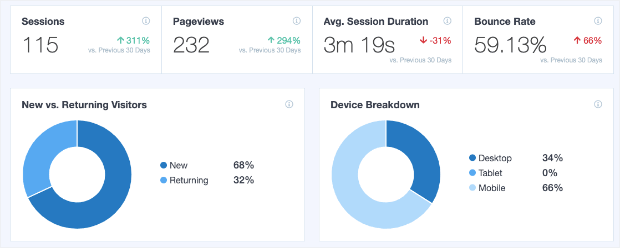 Sessions
115
↑ 311%
vs. Previous 30 Days
Pageviews
232
↑ 294%
vs. Previous 30 Days
Avg. Session Duration
3m 19s
↓ -31%
vs. Previous 30 Days
Bounce Rate
59.13%
↑ 66%
vs. Previous 30 Days
New vs. Returning Visitors
New 68%
Returning 32%
Device Breakdown
Desktop 34%
Tablet 0%
Mobile 66%